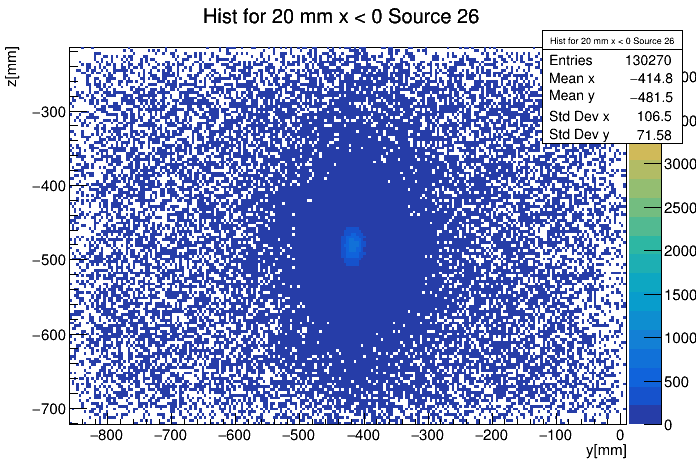 Hist for 20 mm x < 0 Source 26
Hist for 20 mm x < 0 Source 26
Entries 130270
Mean x −414.8
Mean y −481.5
Std Dev x 106.5
Std Dev y 71.58
z[mm]
−300
−400
−500
−600
−700
−800 −700 −600 −500 −400 −300 −200 −100 0
y[mm]
3000
2500
2000
1500
1000
500
0